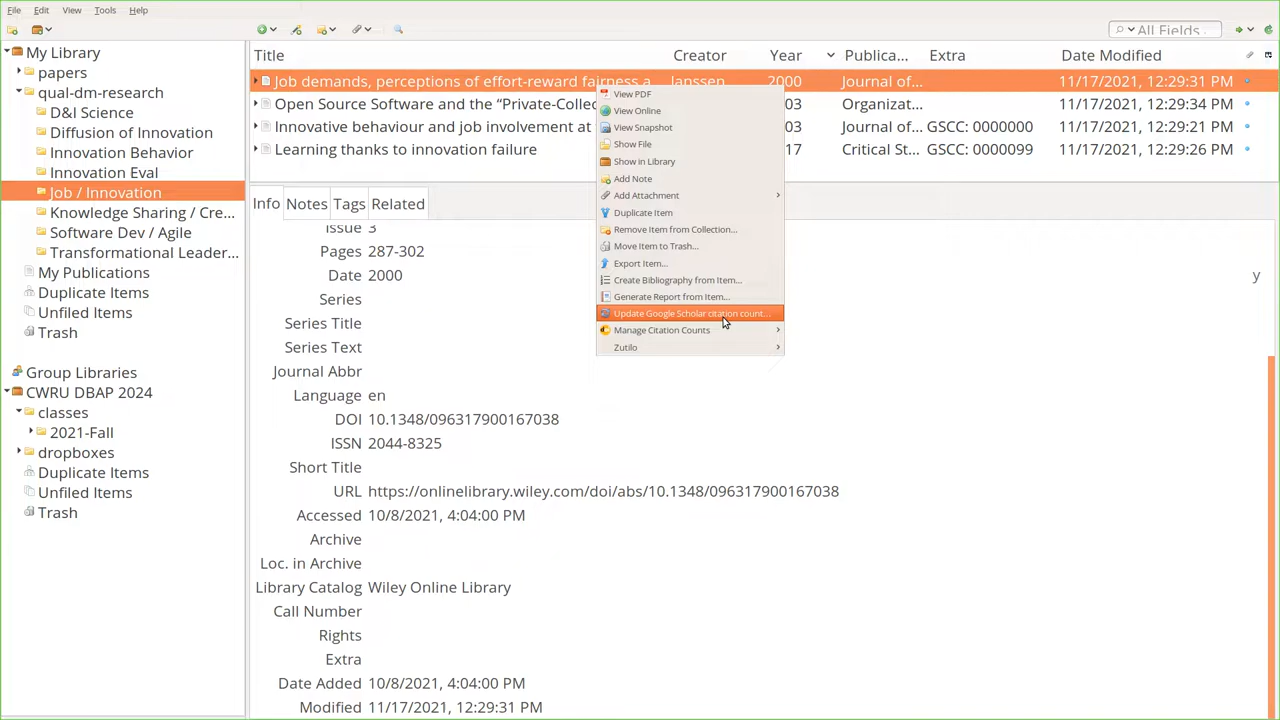 File Edit View Tools Help
All Fields...
My Library
papers
qual-dm-research
D&I Science
Diffusion of Innovation
Innovation Behavior
Innovation Eval
Job / Innovation
Knowledge Sharing / Cre...
Software Dev / Agile
Transformational Leader...
My Publications
Duplicate Items
Unfiled Items
Trash
Group Libraries
CWRU DBAP 2024
classes
2021-Fall
dropboxes
Duplicate Items
Unfiled Items
Trash
Title Creator Year Publica... Extra Date Modified
Job demands, perceptions of effort-reward fairness a... Janssen 2000 Journal of... 11/17/2021, 12:29:31 PM
Open Source Software and the “Private-Collec 03 Organizat... 11/17/2021, 12:29:34 PM
Innovative behaviour and job involvement at 03 Journal of... GSCC: 0000000 11/17/2021, 12:29:21 PM
Learning thanks to innovation failure 17 Critical St... GSCC: 0000099 11/17/2021, 12:29:26 PM
View PDF
View Online
View Snapshot
Show File
Show in Library
Add Note
Add Attachment
Duplicate Item
Remove Item from Collection...
Move Item to Trash...
Export Item...
Create Bibliography from Item...
Generate Report from Item...
Update Google Scholar citation count...
Manage Citation Counts
Zutilo
Info Notes Tags Related
Issue 3
Pages 287-302
Date 2000
y
Series
Series Title
Series Text
Journal Abbr
Language en
DOI 10.1348/096317900167038
ISSN 2044-8325
Short Title
URL https://onlinelibrary.wiley.com/doi/abs/10.1348/096317900167038
Accessed 10/8/2021, 4:04:00 PM
Archive
Loc. in Archive
Library Catalog Wiley Online Library
Call Number
Rights
Extra
Date Added 10/8/2021, 4:04:00 PM
Modified 11/17/2021, 12:29:31 PM